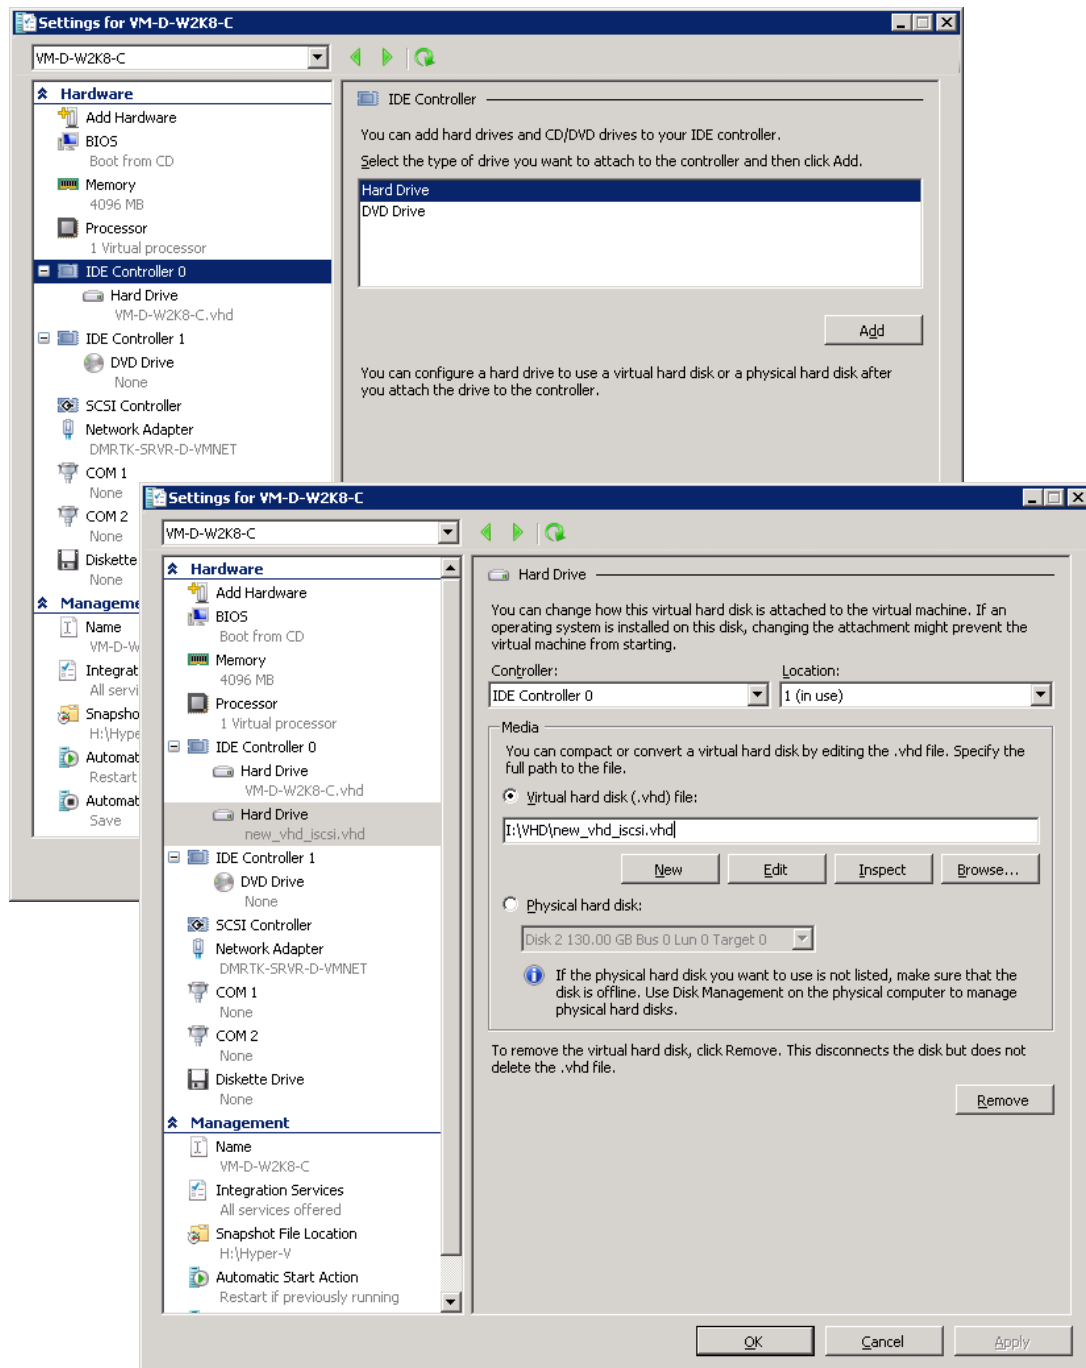 Settings for VM-D-W2K8-C
VM-D-W2K8-C
Hardware
Add Hardware
BIOS
Boot from CD
Memory
4096 MB
Processor
1 Virtual processor
IDE Controller 0
Hard Drive
VM-D-W2K8-C.vhd
IDE Controller 1
DVD Drive
None
SCSI Controller
Network Adapter
DMRTK-SRVR-D-VMNET
COM 1
None
COM 2
None
Diskette
None
Manageme
Name
VM-D-W
Integrat
All servi
Snapsho
H:\Hype
Automat
Restart
Automat
Save
IDE Controller
You can add hard drives and CD/DVD drives to your IDE controller.
Select the type of drive you want to attach to the controller and then click Add.
Hard Drive
DVD Drive
Add
You can configure a hard drive to use a virtual hard disk or a physical hard disk after
you attach the drive to the controller.
Settings for VM-D-W2K8-C
VM-D-W2K8-C
Hardware
Add Hardware
BIOS
Boot from CD
Memory
4096 MB
Processor
1 Virtual processor
IDE Controller 0
Hard Drive
VM-D-W2K8-C.vhd
Hard Drive
new_vhd_iscsi.vhd
IDE Controller 1
DVD Drive
None
SCSI Controller
Network Adapter
DMRTK-SRVR-D-VMNET
COM 1
None
COM 2
None
Diskette Drive
None
Management
Name
VM-D-W2K8-C
Integration Services
All services offered
Snapshot File Location
H:\Hyper-V
Automatic Start Action
Restart if previously running
Hard Drive
You can change how this virtual hard disk is attached to the virtual machine. If an
operating system is installed on this disk, changing the attachment might prevent the
virtual machine from starting.
Controller: Location:
IDE Controller 0 1 (in use)
Media
You can compact or convert a virtual hard disk by editing the .vhd file. Specify the
full path to the file.
Virtual hard disk (.vhd) file:
I:\VHD\new_vhd_iscsi.vhd
New Edit Inspect Browse...
Physical hard disk:
Disk 2 130.00 GB Bus 0 Lun 0 Target 0
If the physical hard disk you want to use is not listed, make sure that the
disk is offline. Use Disk Management on the physical computer to manage
physical hard disks.
To remove the virtual hard disk, click Remove. This disconnects the disk but does not
delete the .vhd file.
Remove
OK Cancel Apply